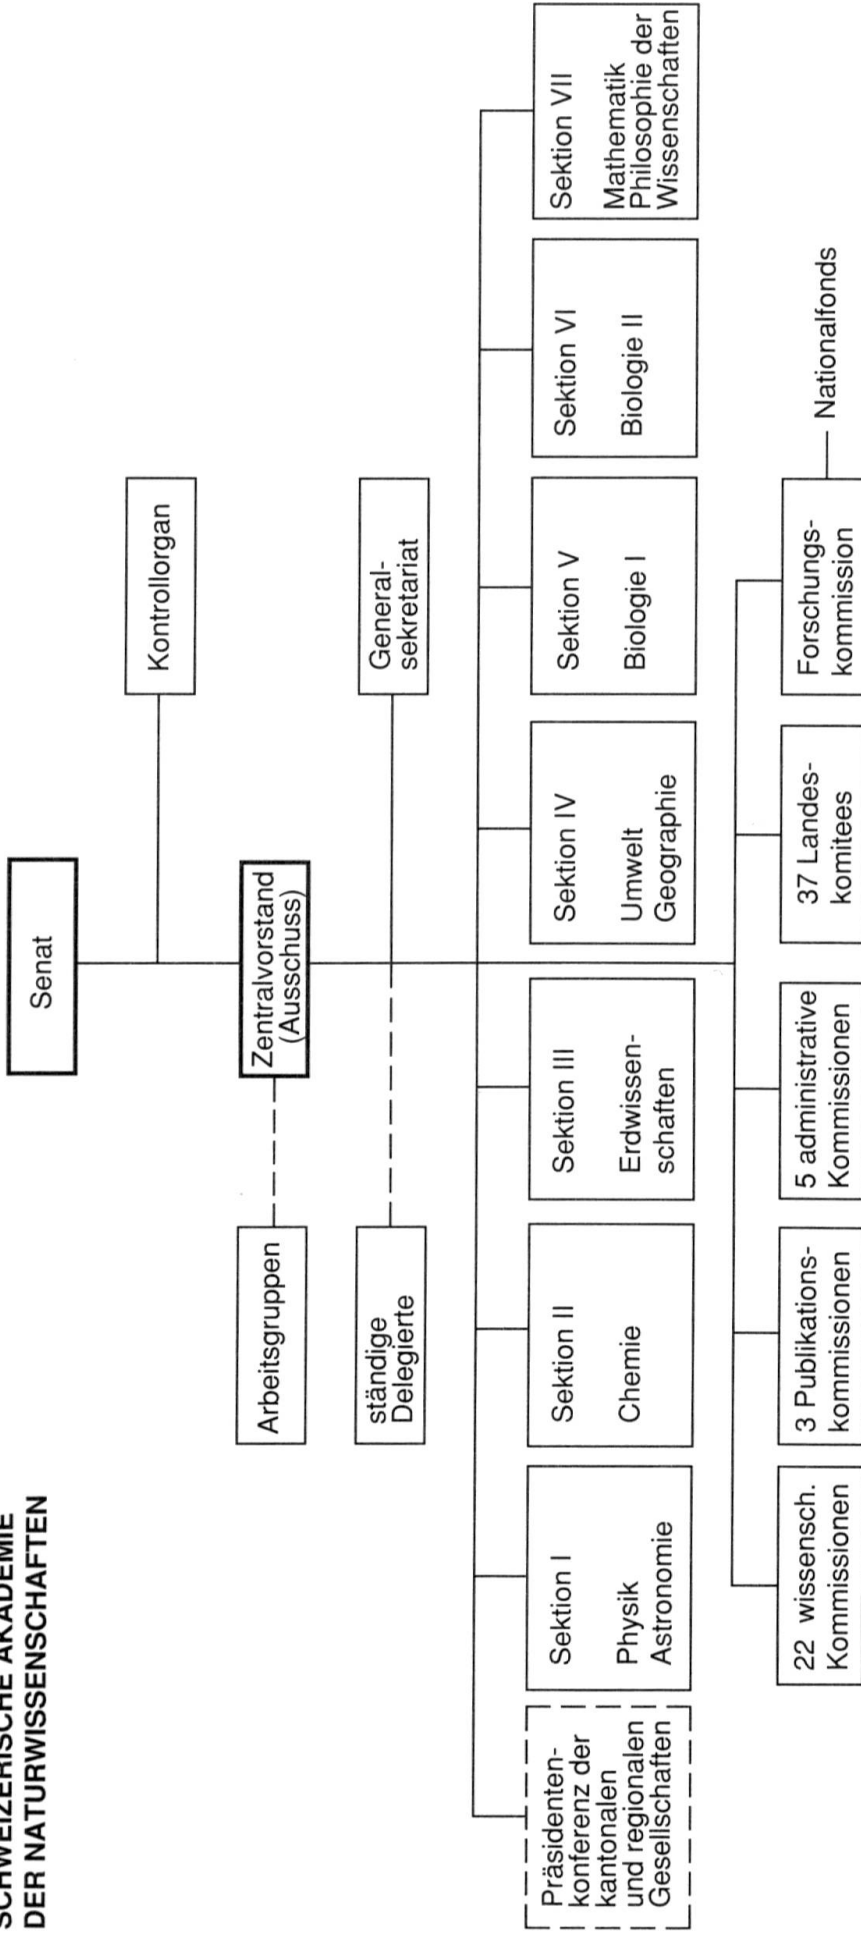 SCHWEIZERISCHE AKADEMIE
DER NATURWISSENSCHAFTEN
Senat
Kontrollorgan
Zentralvorstand
(Ausschuss)
Arbeitsgruppen
General-
sekretariat
ständige
Delegierte
Präsidenten-
konferenz der
kantonalen
und regionalen
Gesellschaften
Sektion I
Physik
Astronomie
Sektion II
Chemie
Sektion III
Erdwissen-
schaften
Sektion IV
Umwelt
Geographie
Sektion V
Biologie I
Sektion VI
Biologie II
Sektion VII
Mathematik
Philosophie der
Wissenschaften
22 wissensch.
Kommissionen
3 Publikations-
kommissionen
5 administrative
Kommissionen
37 Landes-
komitees
Forschungs-
kommission
Nationalfonds